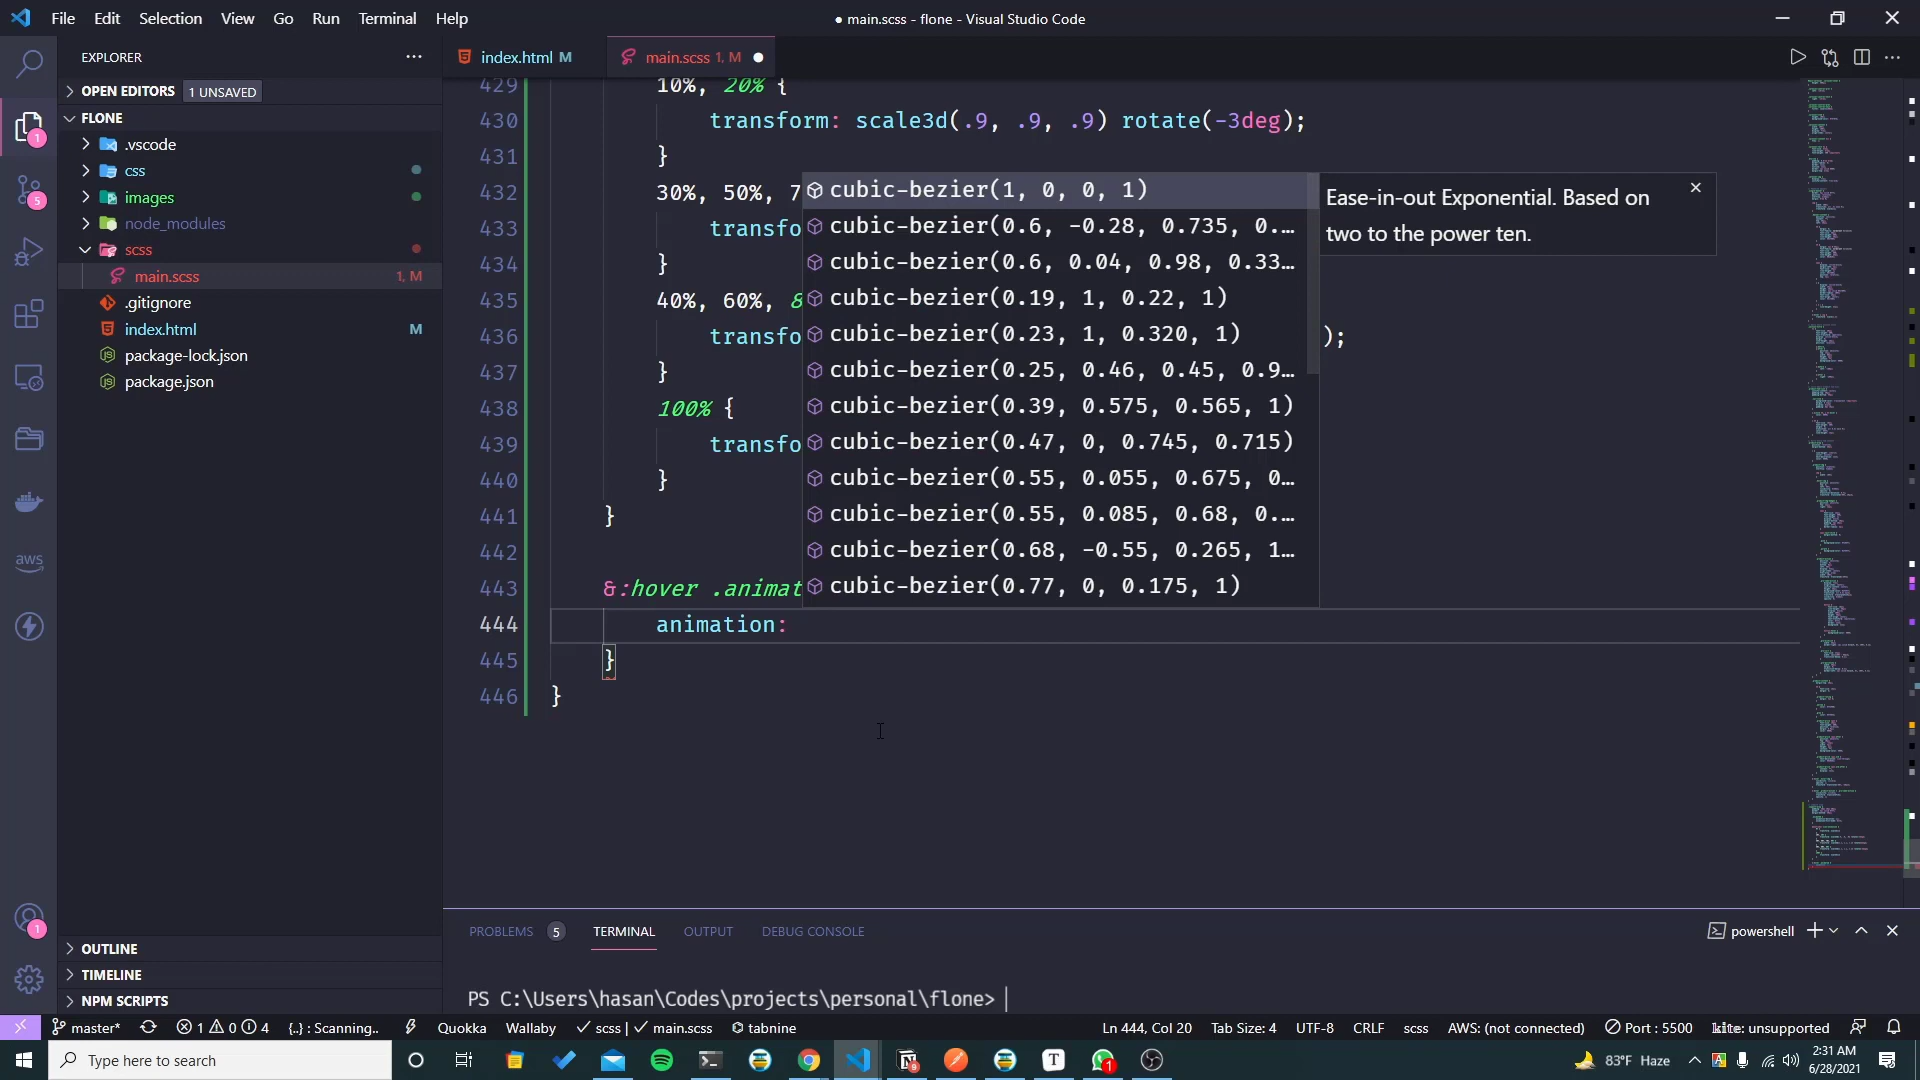 File Edit Selection View Go Run Terminal Help
● main.scss - flone - Visual Studio Code
EXPLORER
index.html M
main.scss 1, M
OPEN EDITORS 1 UNSAVED
FLONE
.vscode
css
images
node_modules
scss
main.scss 1, M
.gitignore
index.html M
package-lock.json
package.json
OUTLINE
TIMELINE
NPM SCRIPTS
1
5
aws
1
429 10%, 20% {
430 transform: scale3d(.9, .9, .9) rotate(-3deg);
431 }
432 30%, 50%, 7
433 transfo
434 }
435 40%, 60%, 8
436 transfo );
437 }
438 100% {
439 transfo
440 }
441 }
442
443 &:hover .animat
444 animation:
445 }
446 }
cubic-bezier(1, 0, 0, 1)
cubic-bezier(0.6, -0.28, 0.735, 0.…
cubic-bezier(0.6, 0.04, 0.98, 0.33…
cubic-bezier(0.19, 1, 0.22, 1)
cubic-bezier(0.23, 1, 0.320, 1)
cubic-bezier(0.25, 0.46, 0.45, 0.9…
cubic-bezier(0.39, 0.575, 0.565, 1)
cubic-bezier(0.47, 0, 0.745, 0.715)
cubic-bezier(0.55, 0.055, 0.675, 0…
cubic-bezier(0.55, 0.085, 0.68, 0.…
cubic-bezier(0.68, -0.55, 0.265, 1…
cubic-bezier(0.77, 0, 0.175, 1)
Ease-in-out Exponential. Based on
two to the power ten.
PROBLEMS 5 TERMINAL OUTPUT DEBUG CONSOLE
powershell
PS C:\Users\hasan\Codes\projects\personal\flone>
master* 1 0 4 {..} : Scanning.. Quokka Wallaby scss | main.scss tabnine
Ln 444, Col 20 Tab Size: 4 UTF-8 CRLF scss AWS: (not connected) Port : 5500 kite: unsupported
Type here to search
83°F Haze
2:31 AM
6/28/2021